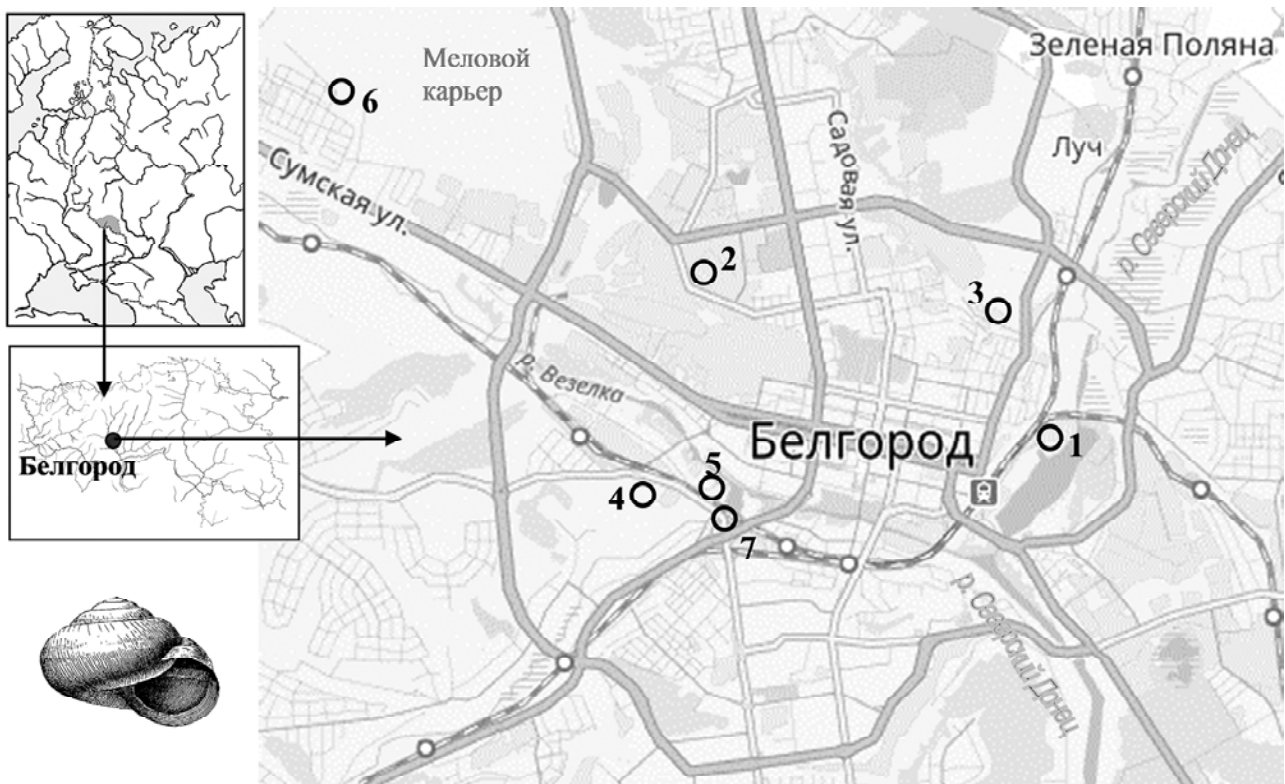 Меловой
карьер
Зеленая Поляна
6
Садовая ул.
Луч
р. Северский Донец
Сумская ул.
2
3
р. Везелка
Белгород
Белгород
1
5
4
7
р. Северский Донец